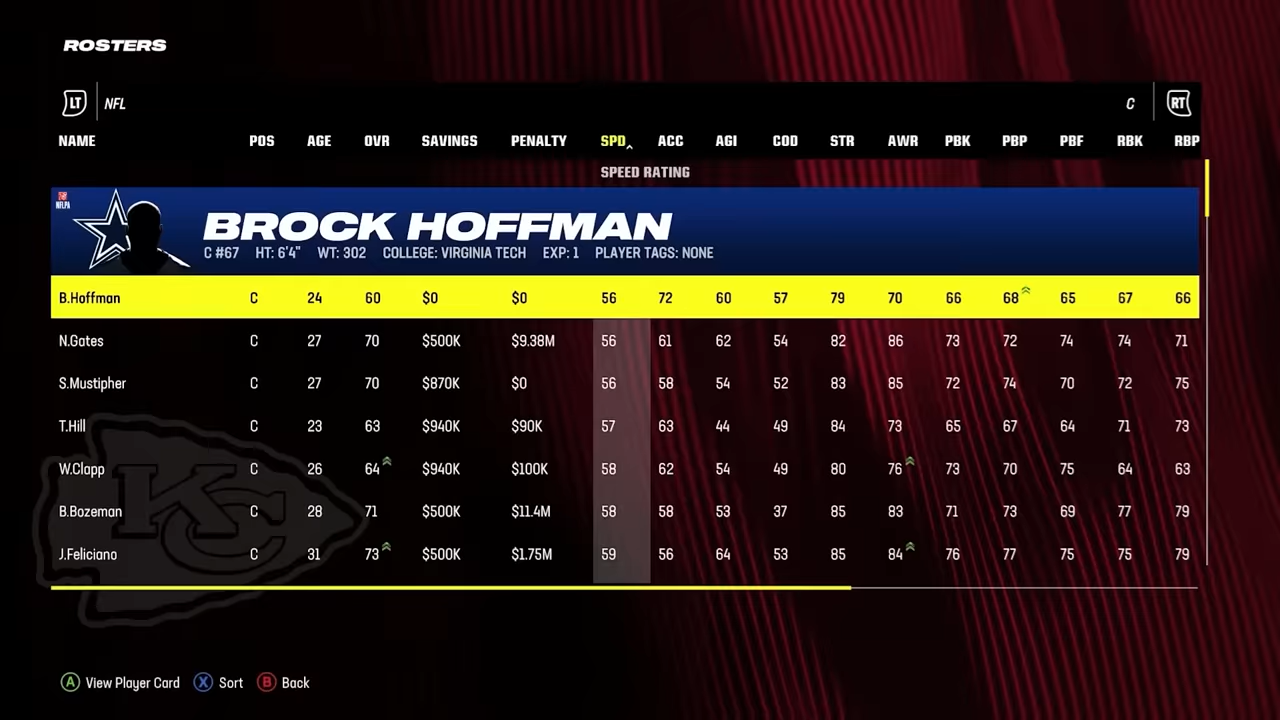 ROSTERS
LT NFL C RT
NAME POS AGE OVR SAVINGS PENALTY SPD ACC AGI COD STR AWR PBK PBP PBF RBK RBP
SPEED RATING
NFLPA
BROCK HOFFMAN
C #67 HT: 6'4" WT: 302 COLLEGE: VIRGINIA TECH EXP: 1 PLAYER TAGS: NONE
B.Hoffman C 24 60 $0 $0 56 72 60 57 79 70 66 68 65 67 66
N.Gates C 27 70 $500K $9.38M 56 61 62 54 82 86 73 72 74 74 71
S.Mustipher C 27 70 $870K $0 56 58 54 52 83 85 72 74 70 72 75
T.Hill C 23 63 $940K $90K 57 63 44 49 84 73 65 67 64 71 73
W.Clapp C 26 64 $940K $100K 58 62 54 49 80 76 73 70 75 64 63
B.Bozeman C 28 71 $500K $11.4M 58 58 53 37 85 83 71 73 69 77 79
J.Feliciano C 31 73 $500K $1.75M 59 56 64 53 85 84 76 77 75 75 79
KC
A View Player Card X Sort B Back